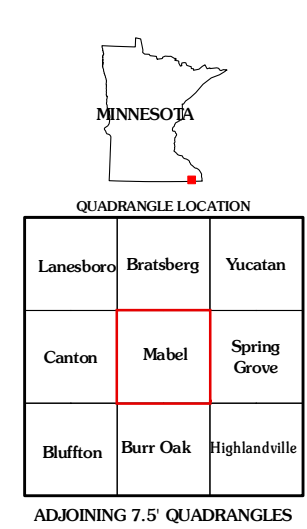 MINNESOTA
QUADRANGLE LOCATION
Lanesboro Bratsberg Yucatan
Canton Mabel Spring
Grove
Bluffton Burr Oak Highlandville
ADJOINING 7.5' QUADRANGLES